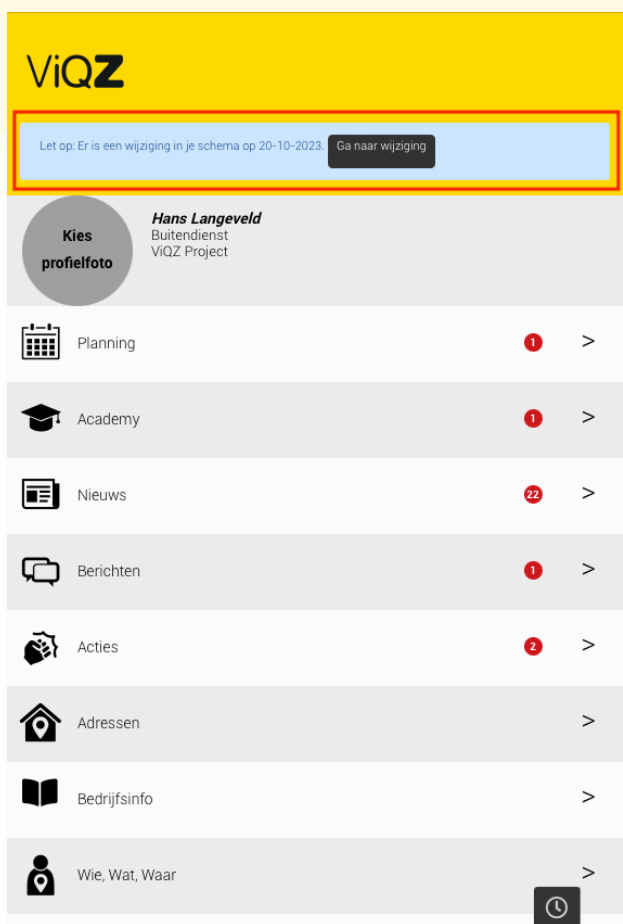 ViQZ
Let op: Er is een wijziging in je schema op 20-10-2023. Ga naar wijziging
Kies
profielfoto
Hans Langeveld
Buitendienst
ViQZ Project
Planning 1 >
Academy 1 >
Nieuws 22 >
Berichten 1 >
Acties 2 >
Adressen >
Bedrijfsinfo >
Wie, Wat, Waar >